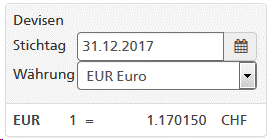 Devisen
Stichtag 31.12.2017
Währung EUR Euro
EUR 1 = 1.170150 CHF